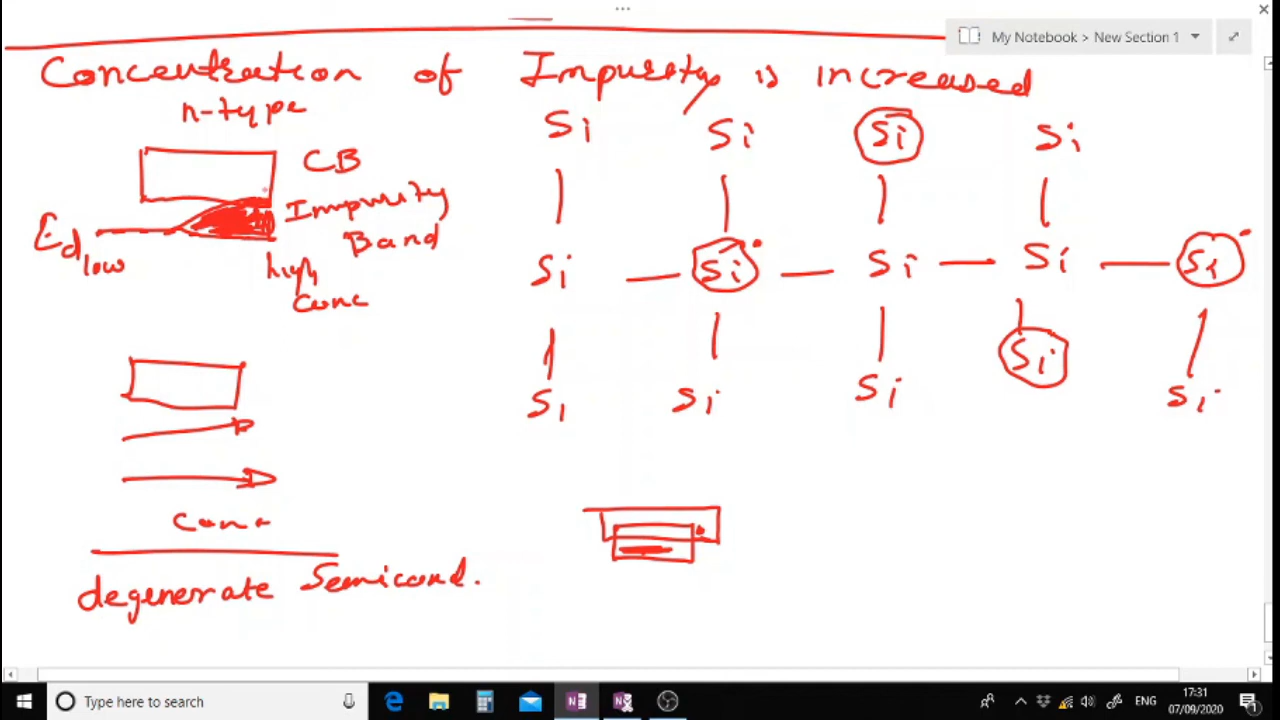 My Notebook > New Section 1
Concentration of Impurity is increased
n-type
CB
Impurity
Band
Ed low
high
Conc
Si Si Si Si
Si Si Si Si Si
Si
Si Si Si Si
Conc
degenerate Semicond.
Type here to search
ENG
17:31
07/09/2020
1